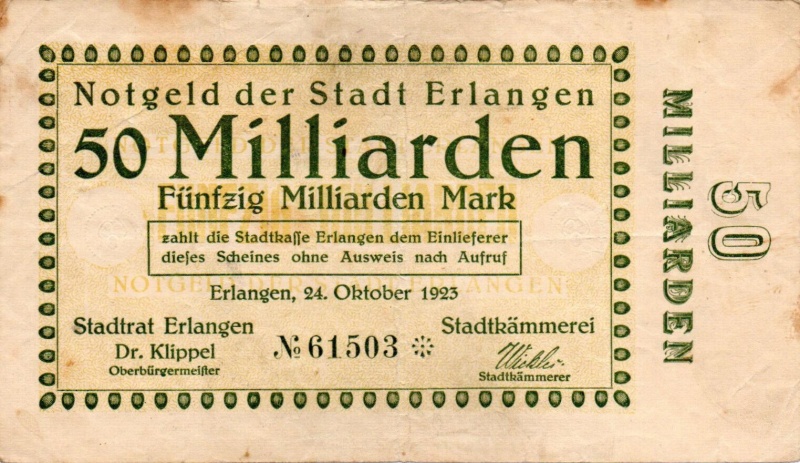 Notgeld der Stadt Erlangen
50 Milliarden
Fünfzig Milliarden Mark
zahlt die Stadtkaſſe Erlangen dem Einlieferer
dieſes Scheines ohne Ausweis nach Aufruf
Erlangen, 24. Oktober 1923
Stadtrat Erlangen
Dr. Klippel
Oberbürgermeiſter
№ 61503 *
Stadtkämmerei
Stadtkämmerer
50
MILLIARDEN